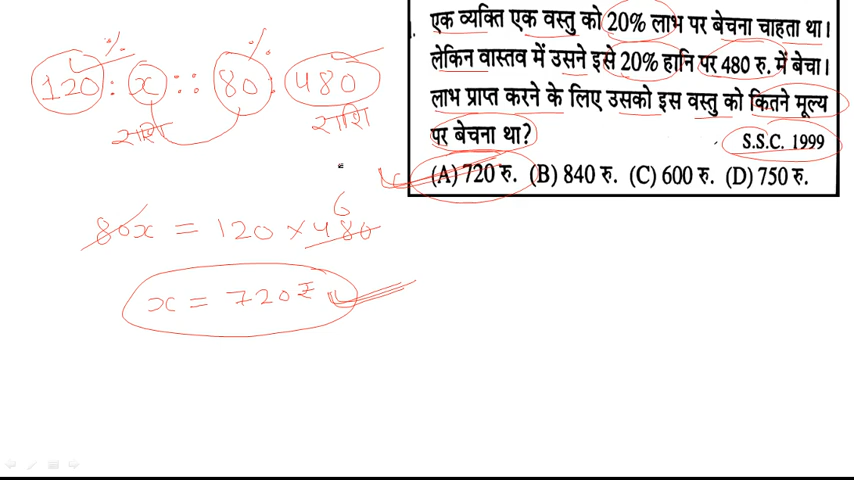 एक व्यक्ति एक वस्तु को 20% लाभ पर बेचना चाहता था।
लेकिन वास्तव में उसने इसे 20% हानि पर 480 रु. में बेचा।
लाभ प्राप्त करने के लिए उसको इस वस्तु को कितने मूल्य
पर बेचना था?
S.S.C. 1999
(A) 720 रु. (B) 840 रु. (C) 600 रु. (D) 750 रु.
% %
120 : x :: 80 : 480
राशि राशि
6
80x = 120 × 480
x = 720 ₹